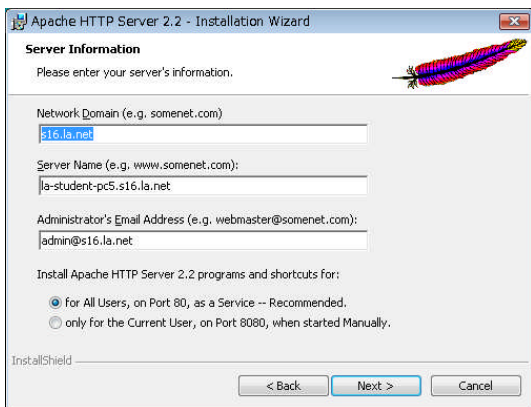 Apache HTTP Server 2.2 - Installation Wizard
Server Information
Please enter your server's information.
Network Domain (e.g. somenet.com)
s16.la.net
Server Name (e.g. www.somenet.com):
la-student-pc5.s16.la.net
Administrator's Email Address (e.g. webmaster@somenet.com):
admin@s16.la.net
Install Apache HTTP Server 2.2 programs and shortcuts for:
for All Users, on Port 80, as a Service -- Recommended.
only for the Current User, on Port 8080, when started Manually.
InstallShield
< Back Next > Cancel